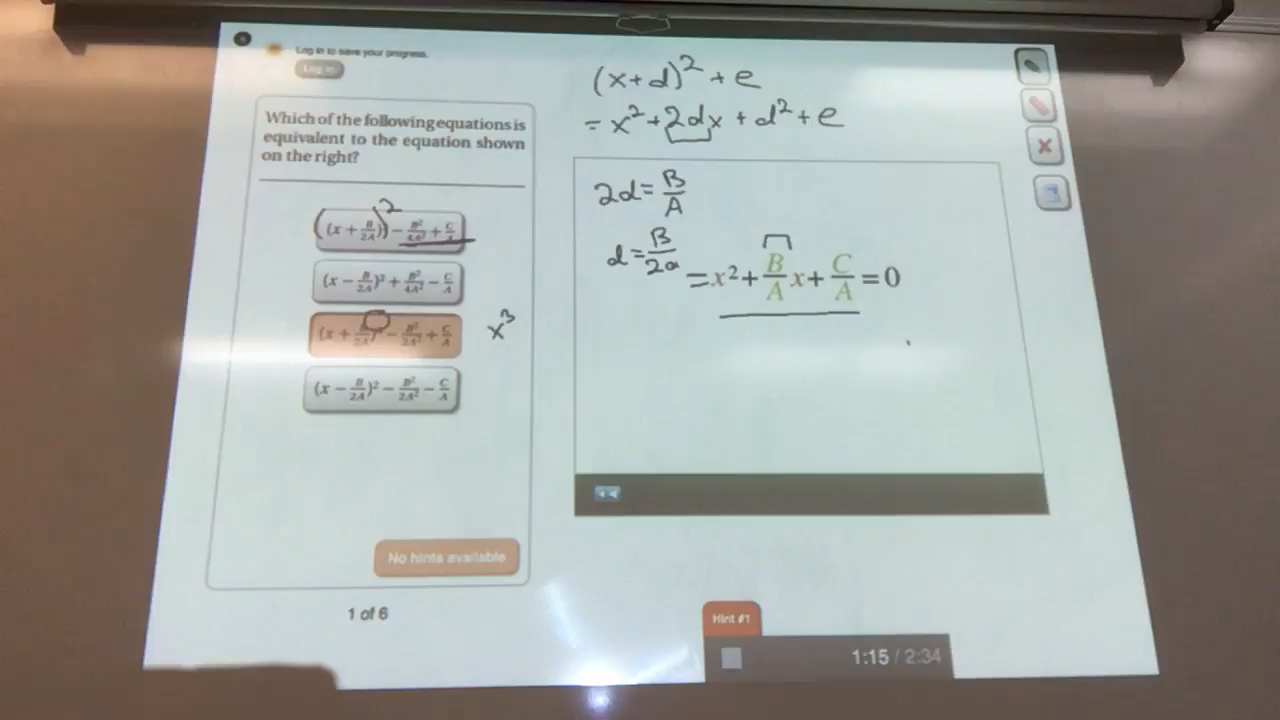 Log in to save your progress.
Log in
Which of the following equations is
equivalent to the equation shown
on the right?
((x + B/2A))² − B²/4A² + C/A
(x − B/2A)² + B²/4A² − C/A
− B²/2A² + C/A
x³
(x − B/2A)² − B²/2A² − C/A
No hints available
1 of 6
(x+d)² + e
= x² + 2dx + d² + e
2d = B/A
d = B/2a
= x² + B/A x + C/A = 0
Hint #1
1:15 / 2:34